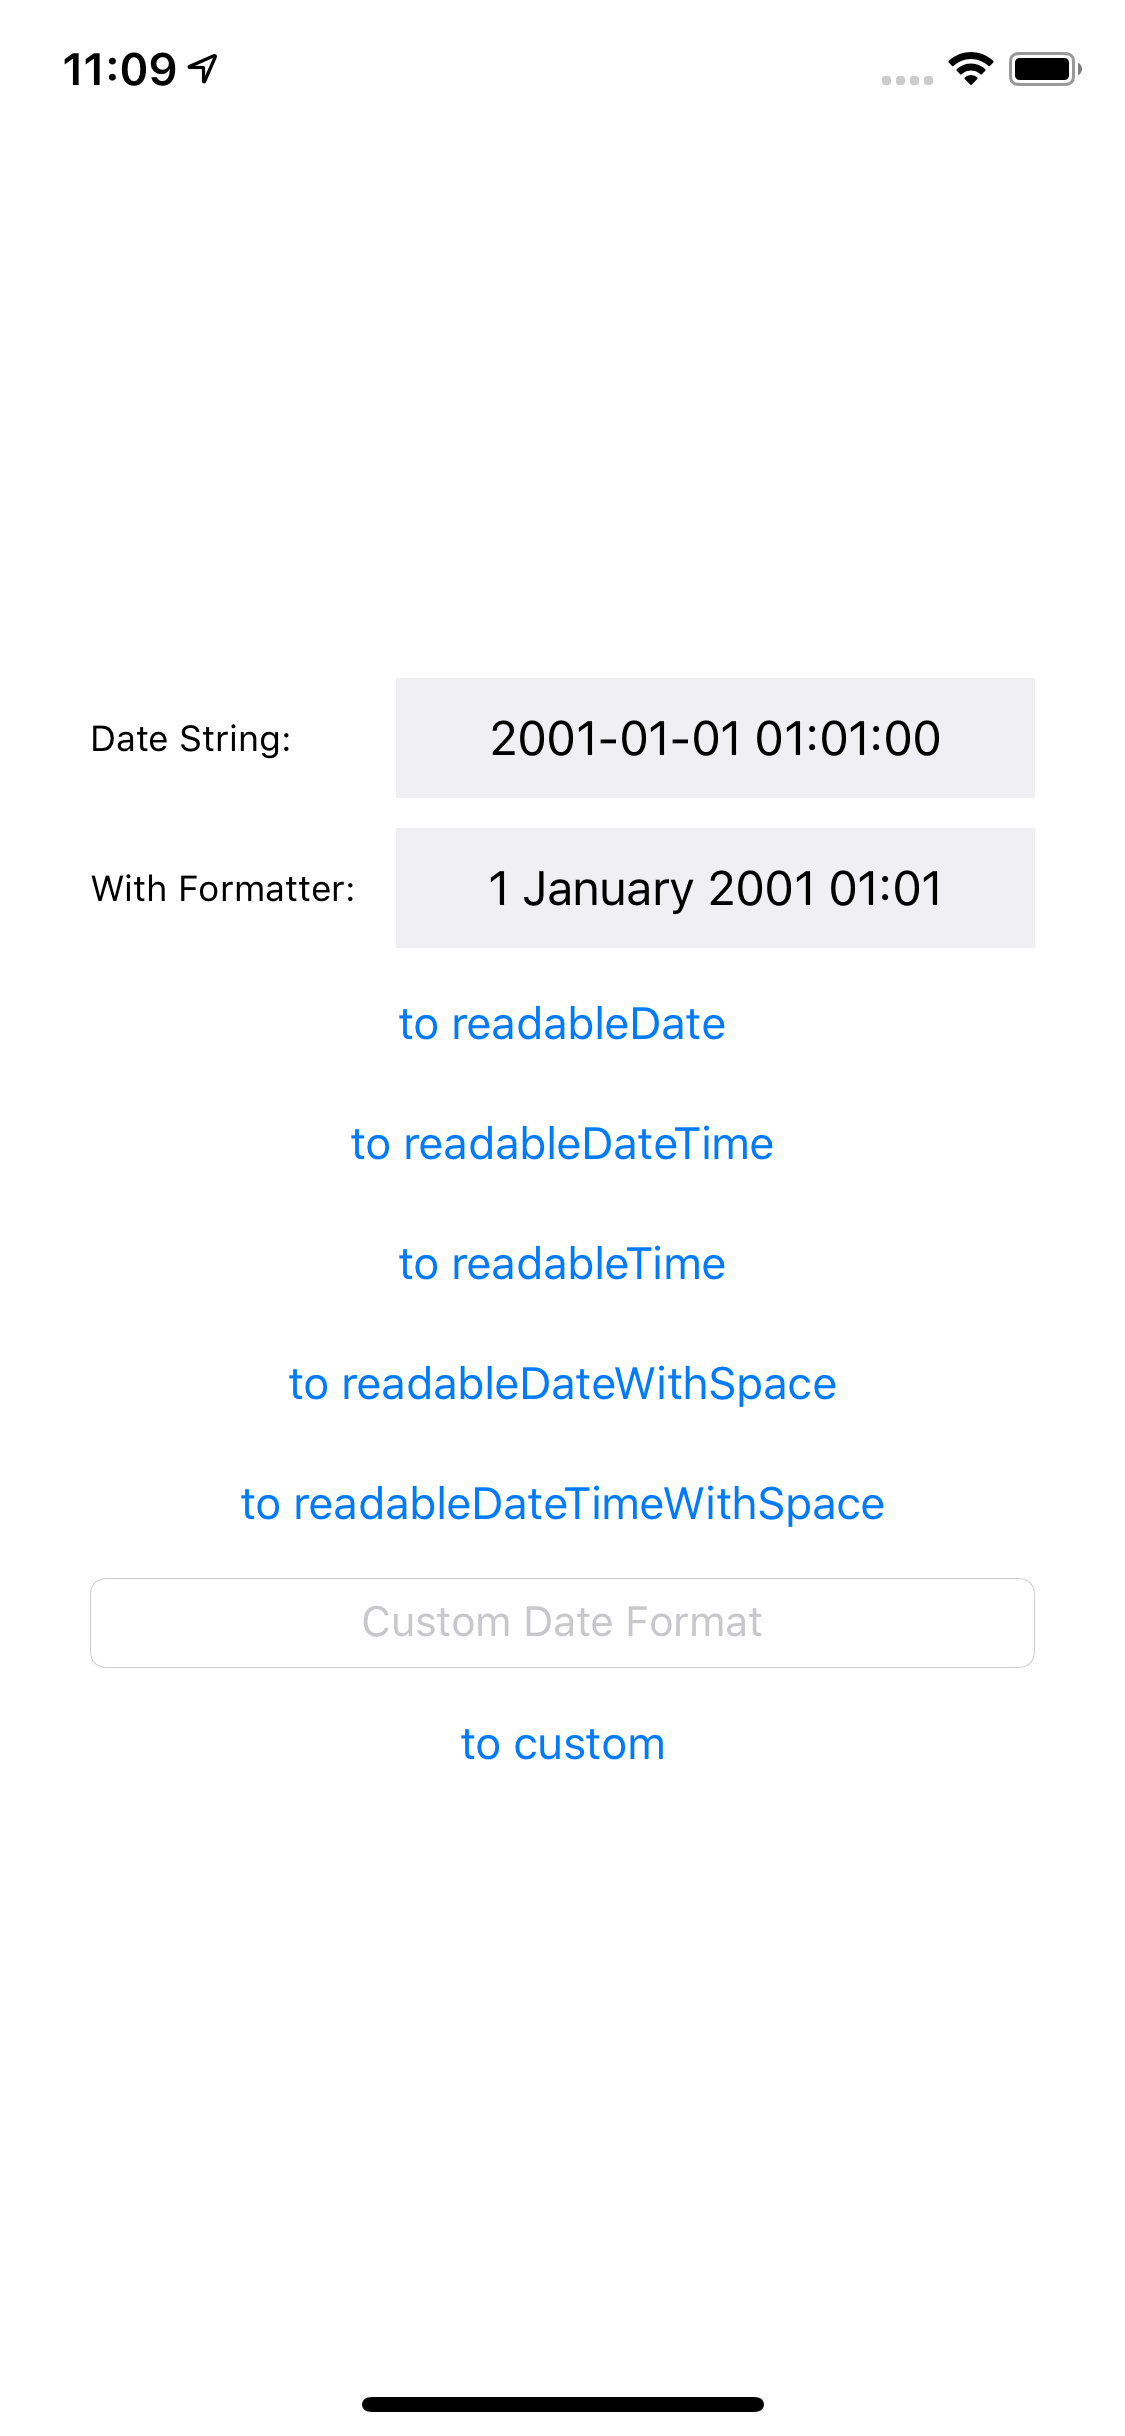 11:09
Date String: 2001-01-01 01:01:00
With Formatter: 1 January 2001 01:01
to readableDate
to readableDateTime
to readableTime
to readableDateWithSpace
to readableDateTimeWithSpace
Custom Date Format
to custom